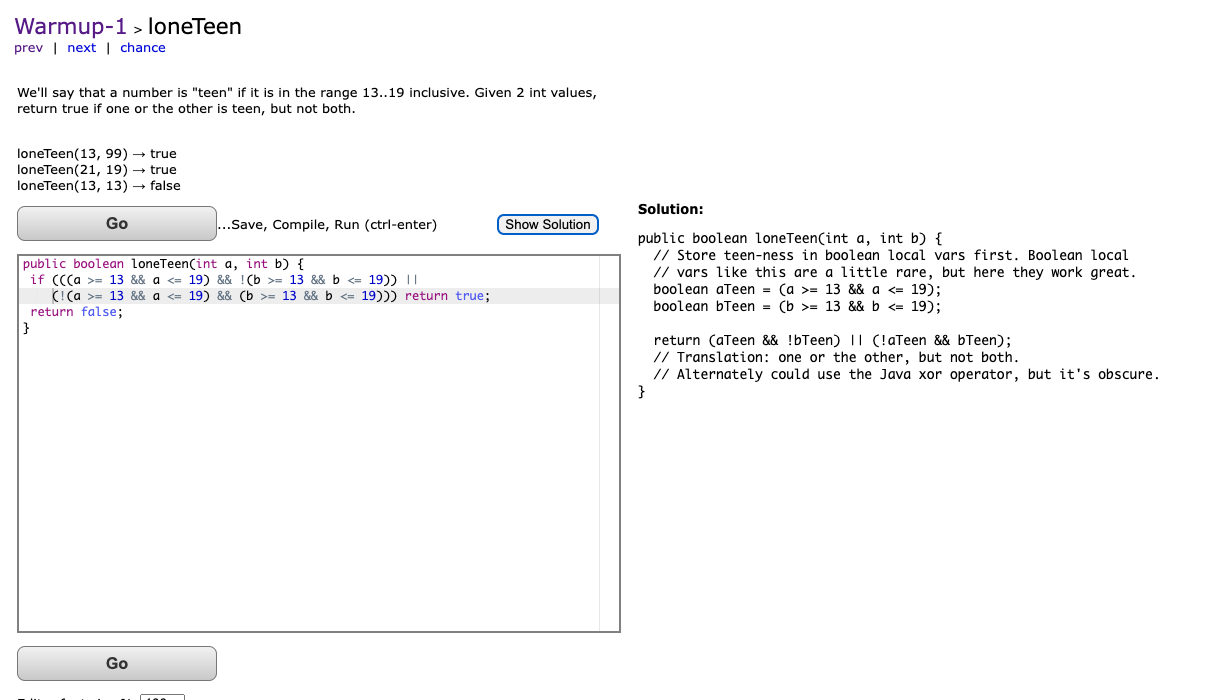 Warmup-1 > loneTeen
prev | next | chance
We'll say that a number is "teen" if it is in the range 13..19 inclusive. Given 2 int values,
return true if one or the other is teen, but not both.
loneTeen(13, 99) → true
loneTeen(21, 19) → true
loneTeen(13, 13) → false
Go
...Save, Compile, Run (ctrl-enter)
Show Solution
public boolean loneTeen(int a, int b) {
if (((a >= 13 && a <= 19) && !(b >= 13 && b <= 19)) ||
(!(a >= 13 && a <= 19) && (b >= 13 && b <= 19))) return true;
return false;
}
Go
Solution:
public boolean loneTeen(int a, int b) {
// Store teen-ness in boolean local vars first. Boolean local
// vars like this are a little rare, but here they work great.
boolean aTeen = (a >= 13 && a <= 19);
boolean bTeen = (b >= 13 && b <= 19);
return (aTeen && !bTeen) || (!aTeen && bTeen);
// Translation: one or the other, but not both.
// Alternately could use the Java xor operator, but it's obscure.
}